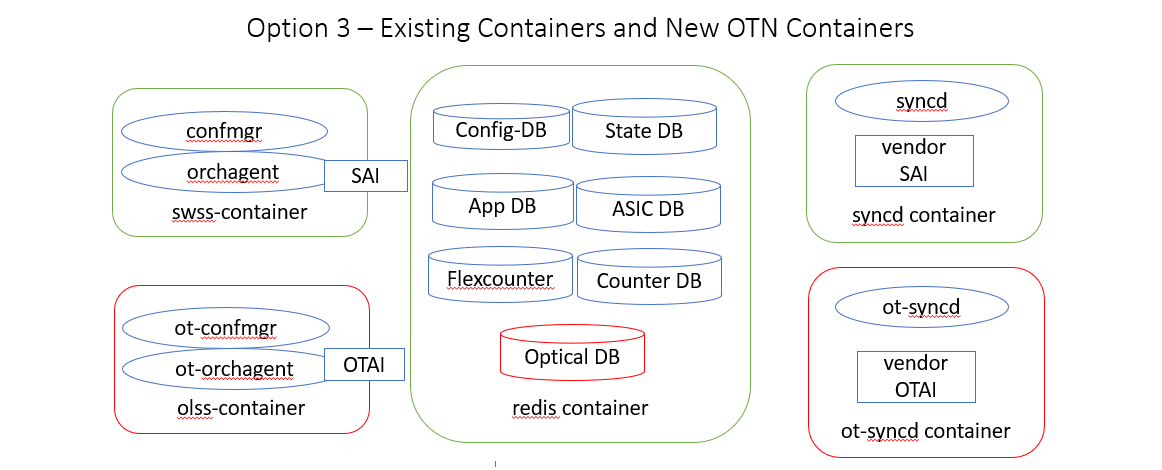 Option 3 – Existing Containers and New OTN Containers
confmgr
orchagent
SAI
swss-container
ot-confmgr
ot-orchagent
OTAI
olss-container
Config-DB
State DB
App DB
ASIC DB
Flexcounter
Counter DB
Optical DB
redis container
syncd
vendor
SAI
syncd container
ot-syncd
vendor
OTAI
ot-syncd container